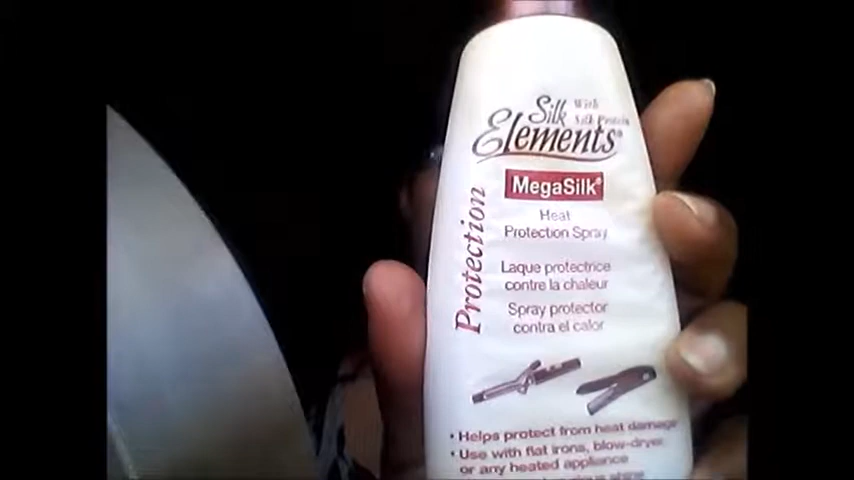 Silk With
Silk Protein
Elements®
MegaSilk®
Heat
Protection Spray
Protection
Laque protectrice
contre la chaleur
Spray protector
contra el calor
• Helps protect from heat damage
• Use with flat irons, blow-dryer
or any heated appliance
shine